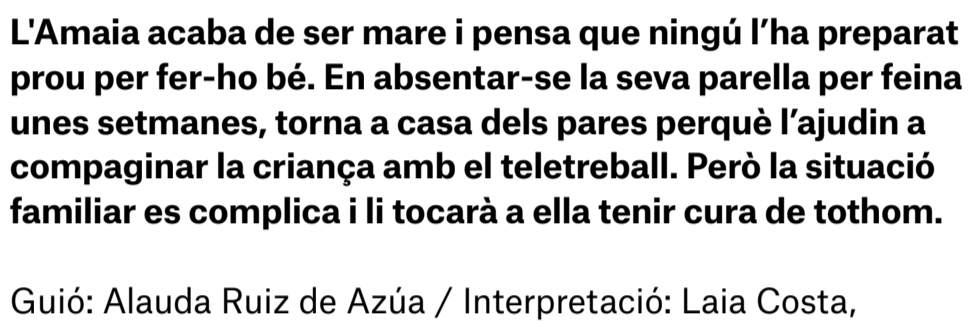 L'Amaia acaba de ser mare i pensa que ningú l’ha preparat
prou per fer-ho bé. En absentar-se la seva parella per feina
unes setmanes, torna a casa dels pares perquè l’ajudin a
compaginar la criança amb el teletreball. Però la situació
familiar es complica i li tocarà a ella tenir cura de tothom.
Guió: Alauda Ruiz de Azúa / Interpretació: Laia Costa,